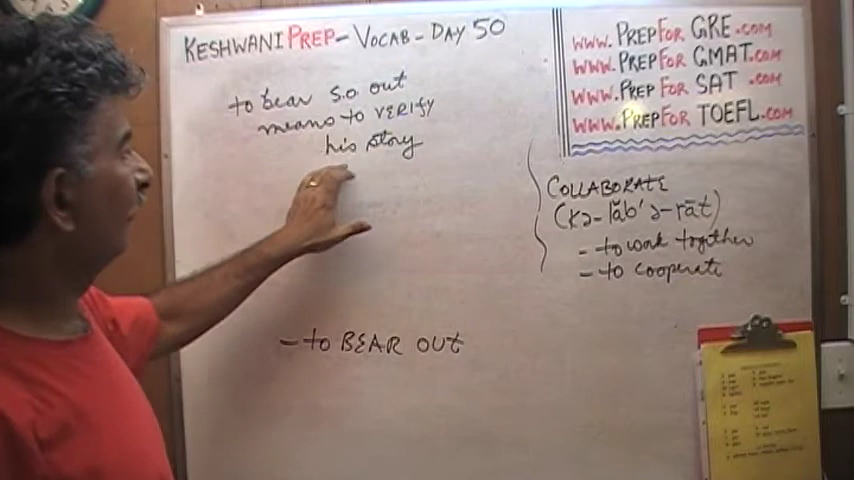 KESHWANI PREP - VOCAB - DAY 50
to bear s.o. out
means to VERIFY
his story
- to BEAR OUT
WWW. PREPFOR GRE.COM
WWW. PREPFOR GMAT.COM
WWW. PREP FOR SAT .COM
WWW. PREPFOR TOEFL.COM
COLLABORATE
(kə-lăb'ə-rāt)
- to work together
- to cooperate